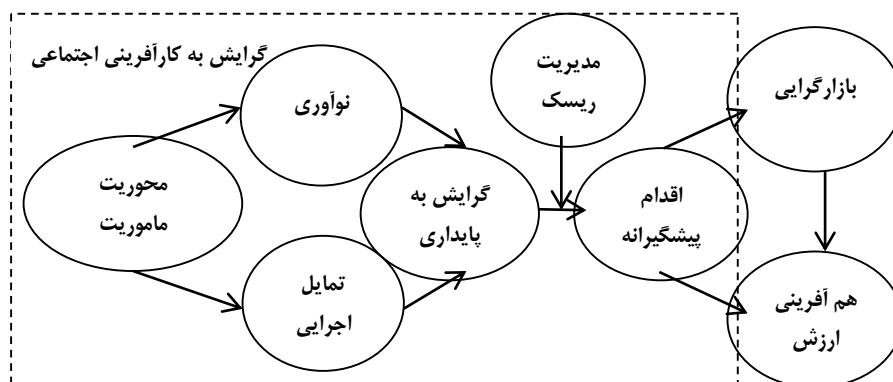 گرایش به کارآفرینی اجتماعی
محوریت
ماموریت
نوآوری
تمایل
اجرایی
گرایش به
پایداری
مدیریت
ریسک
اقدام
پیشگیرانه
بازارگرایی
هم آفرینی
ارزش